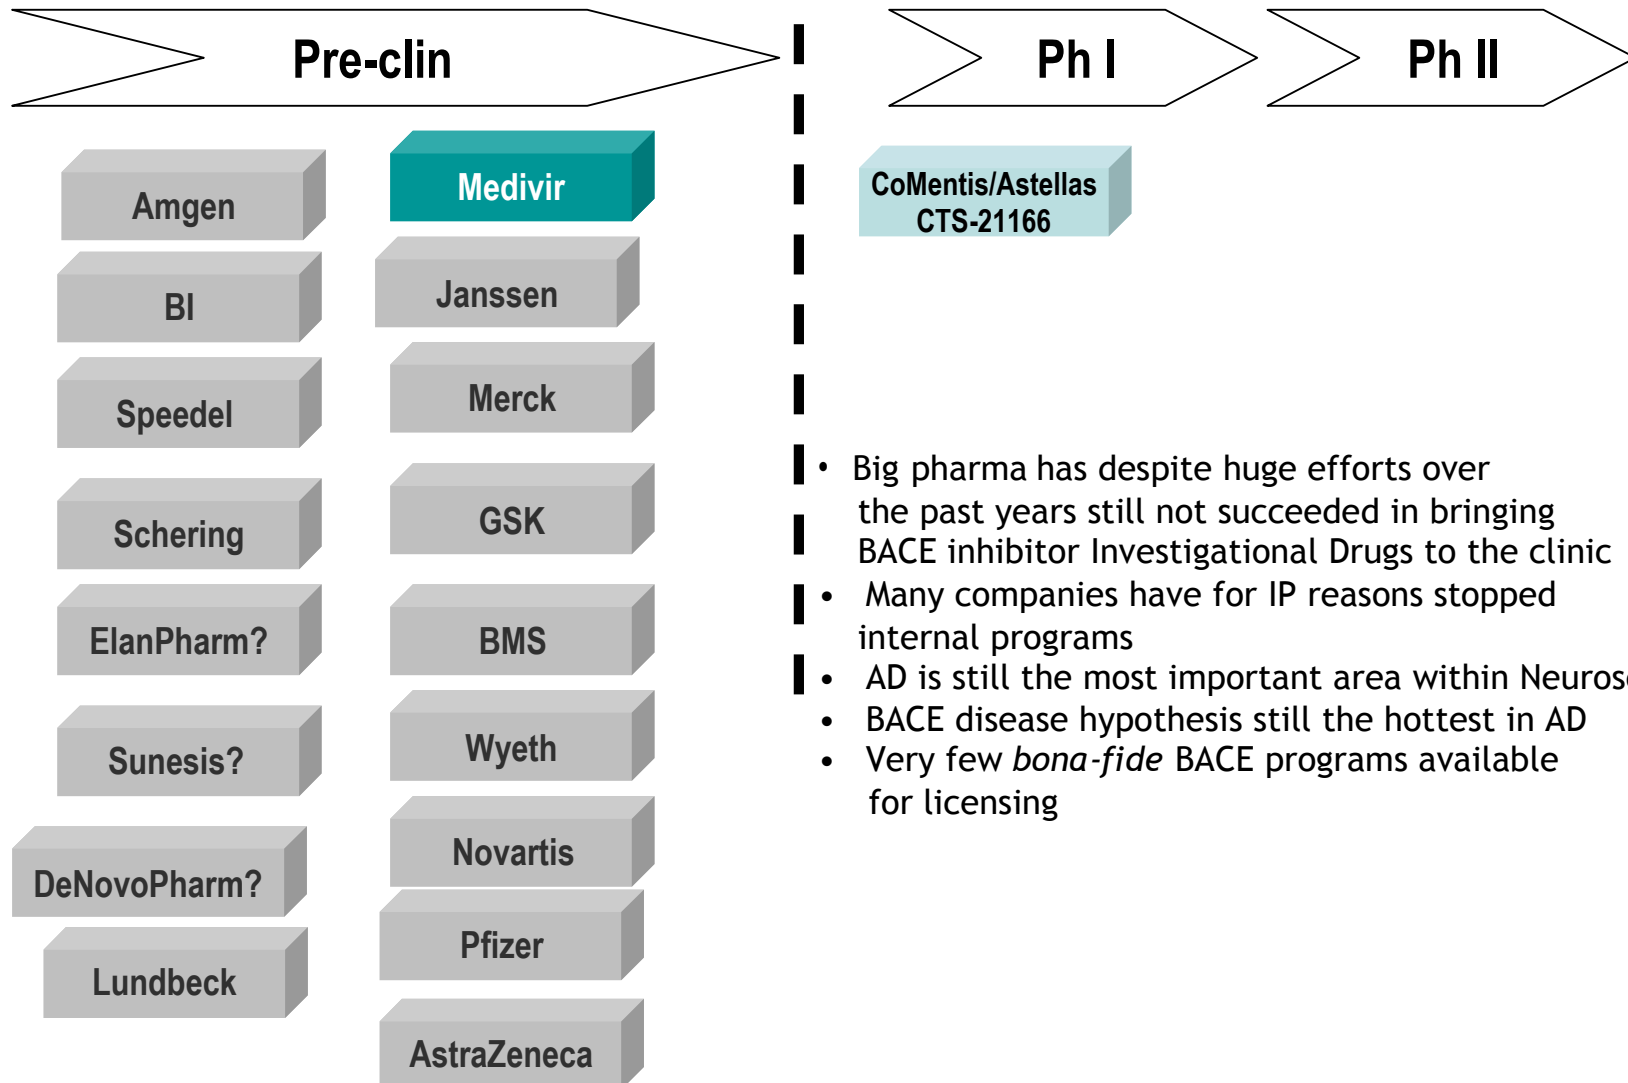 Pre-clin
Ph I
Ph II
Amgen
BI
Speedel
Schering
ElanPharm?
Sunesis?
DeNovoPharm?
Lundbeck
Medivir
Janssen
Merck
GSK
BMS
Wyeth
Novartis
Pfizer
AstraZeneca
CoMentis/Astellas
CTS-21166
• Big pharma has despite huge efforts over
the past years still not succeeded in bringing
BACE inhibitor Investigational Drugs to the clinic
• Many companies have for IP reasons stopped
internal programs
• AD is still the most important area within
• BACE disease hypothesis still the hottest in AD
• Very few bona-fide BACE programs available
for licensing